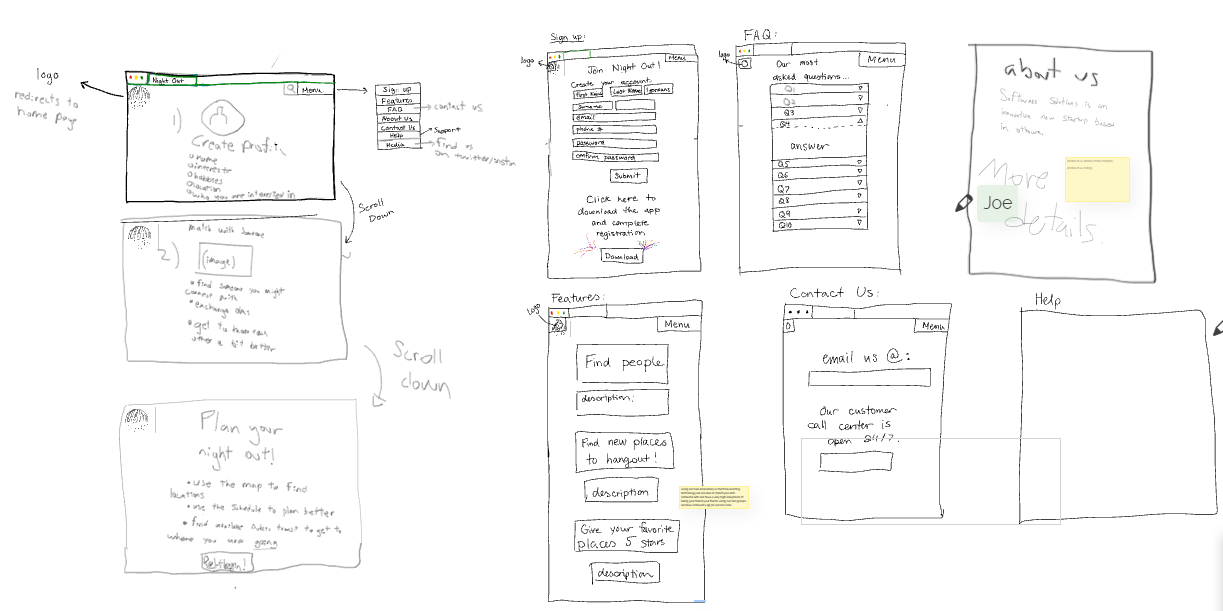 logo
redirects to
home page
Night Out
Menu
1)
Create profile
name
interests
hobbies
location
who you are interested in
Scroll
Down
Sign up
Features
FAQ
About Us
Contact Us
Help
Media
contact us
Support
find us
on twitter/insta
match with someone
2)
(image)
find someone you might
connect with
exchange
get to know
other a bit better
Scroll
down
Plan your
night out!
use the map to find
locations
use the Schedule to plan better
find available transit to get to
where you are going
Sign up:
logo
Menu
Join Night Out!
Create your account.
First Name
Last Name
Surname
email
phone #
password
confirm password
Submit
Click here to
download the app
and complete
registration
Download
FAQ:
logo
Menu
Our most
asked questions...
Q1
Q2
Q3
Q4
answer
Q5
Q6
Q7
Q8
Q9
Q10
about us
Software Solutions is an
innovative new startup based
in
More
details.
Joe
Features:
logo
Menu
Find people
description:
Find new places
to hangout!
description
Give your favorite
places 5 stars
description
Contact Us:
Menu
email us @:
Our customer
call center is
open 24/7.
Help